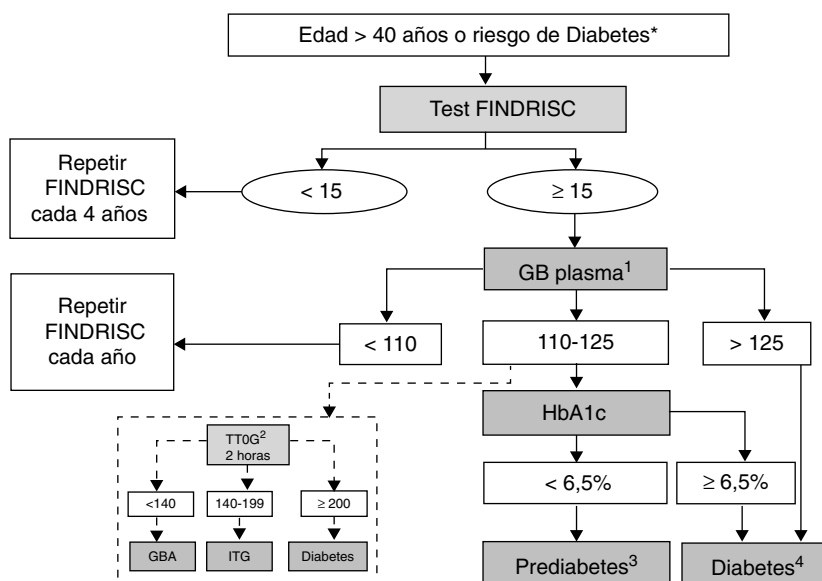 Edad > 40 años o riesgo de Diabetes*
Test FINDRISC
Repetir
FINDRISC
cada 4 años
< 15
≥ 15
GB plasma¹
Repetir
FINDRISC
cada año
< 110
110-125
> 125
HbA1c
TT0G²
2 horas
<140
140-199
≥ 200
< 6,5%
≥ 6,5%
GBA
ITG
Diabetes
Prediabetes³
Diabetes⁴